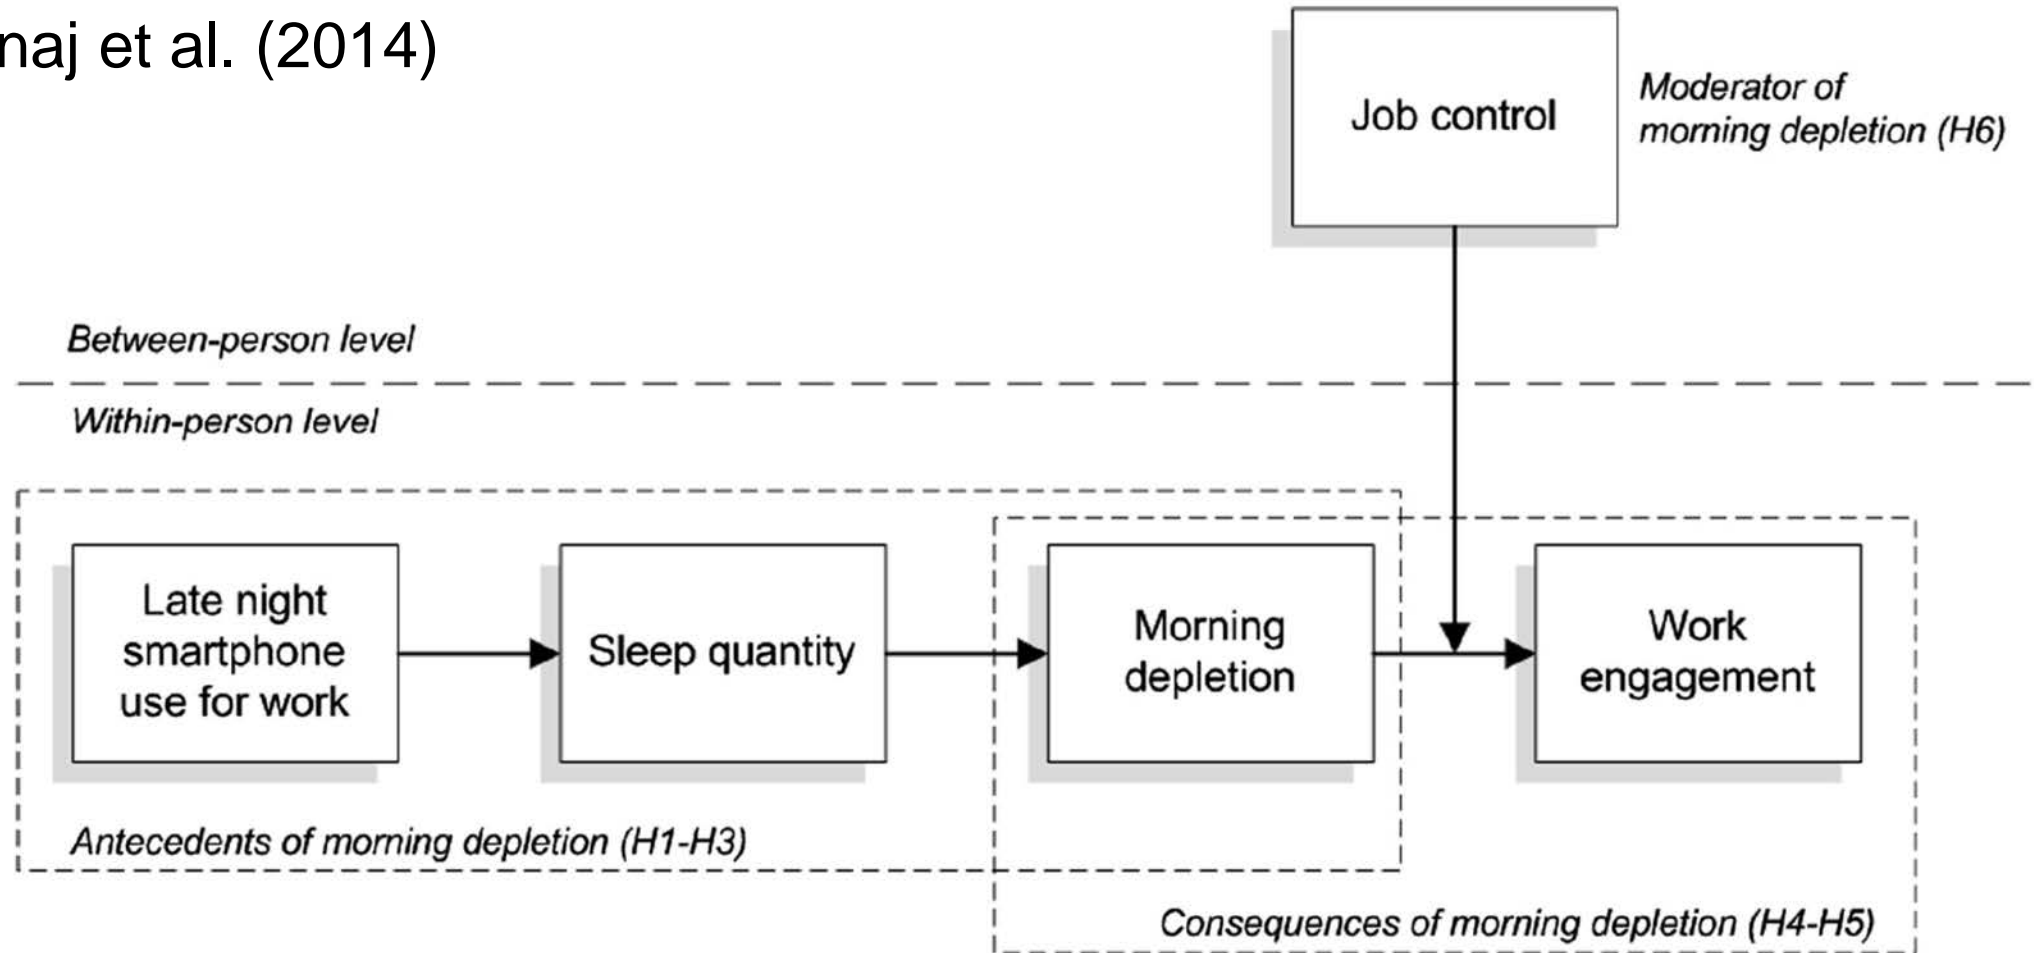 naj et al. (2014)
Job control
Moderator of
morning depletion (H6)
Between-person level
Within-person level
Late night
smartphone
use for work
Sleep quantity
Morning
depletion
Work
engagement
Antecedents of morning depletion (H1-H3)
Consequences of morning depletion (H4-H5)